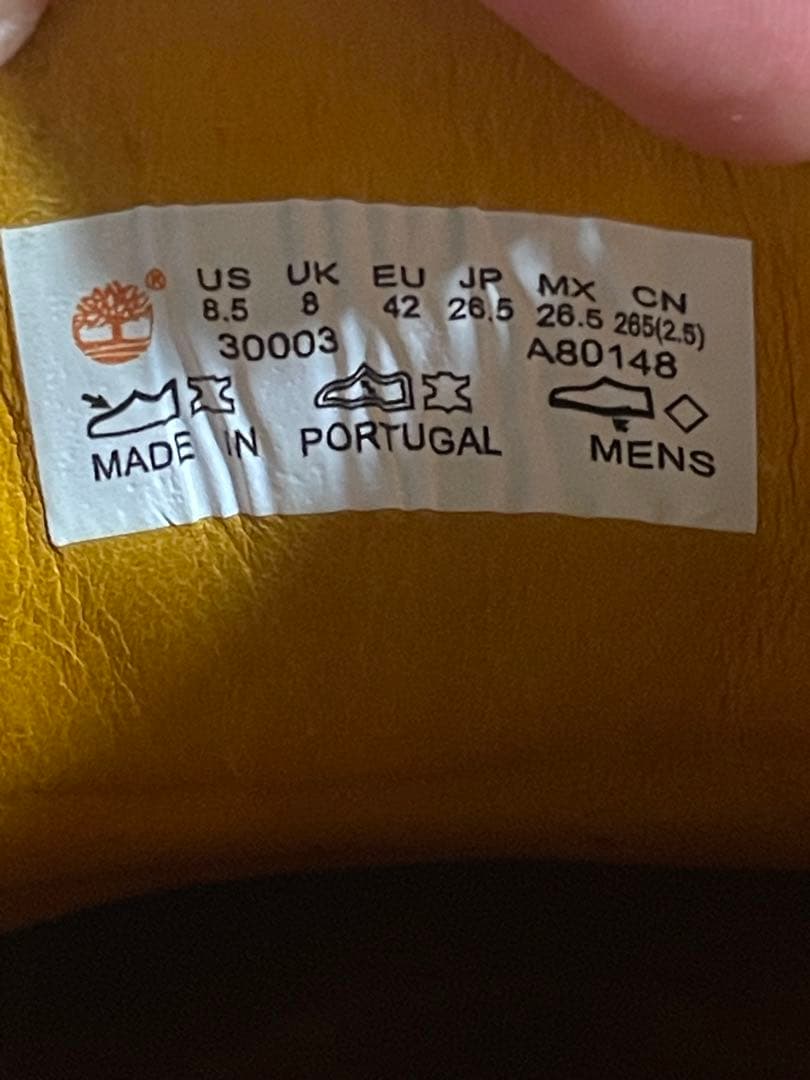 ® US UK EU JP MX CN
8.5 8 42 26.5 26.5 265(2.5)
30003 A80148
MADE IN PORTUGAL MENS